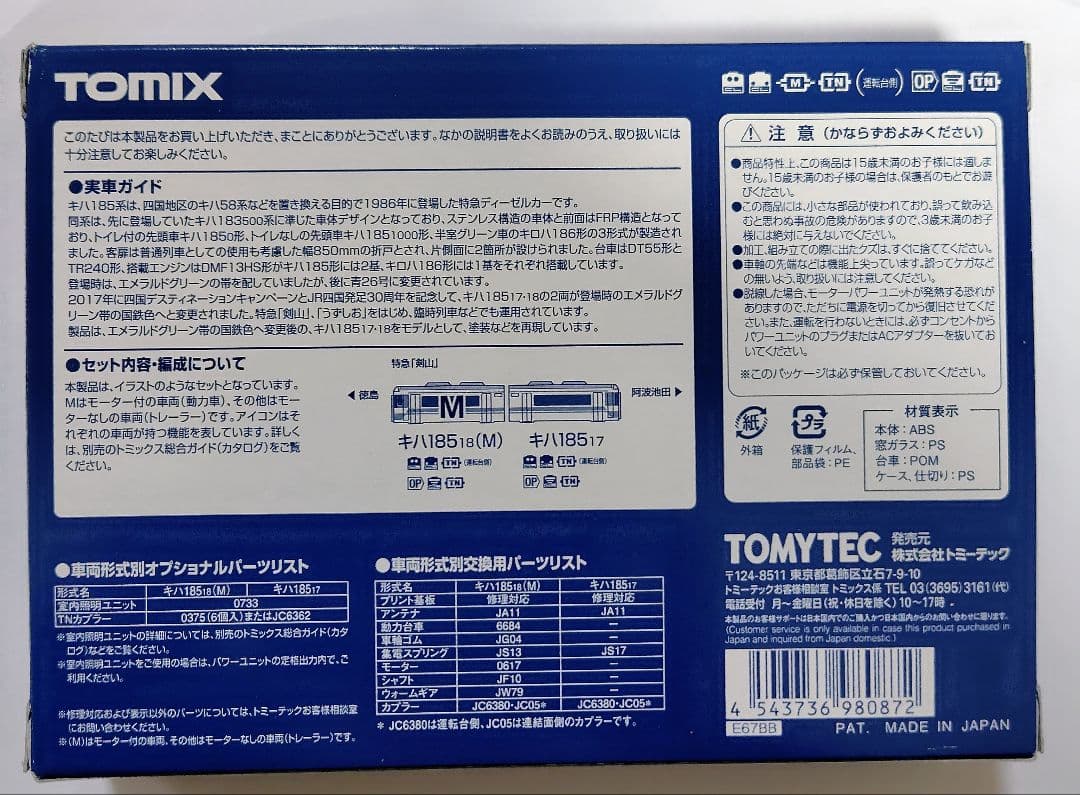 TOMIX
M TN (運転台側) OP TN
このたびは本製品をお買い上げいただき、まことにありがとうございます。なかの説明書をよくお読みのうえ、取り扱いには
十分注意してお楽しみください。
●実車ガイド
キハ185系は、四国地区のキハ58系などを置き換える目的で1986年に登場した特急ディーゼルカーです。
同系は、先に登場していたキハ183500系に準じた車体デザインとなっており、ステンレス構造の車体と前面はFRP構造となって
おり、トイレ付の先頭車キハ1850形、トイレなしの先頭車キハ1851000形、半室グリーン車のキロハ186形の3形式が製造され
ました。客扉は普通列車としての使用も考慮した幅850mmの折戸とされ、片側面に2箇所が設けられました。台車はDT55形と
TR240形、搭載エンジンはDMF13HS形がキハ185形には2基、キロハ186形には1基をそれぞれ搭載しています。
登場時は、エメラルドグリーンの帯を配していましたが、後に青26号に変更されています。
2017年に四国デスティネーションキャンペーンとJR四国発足30周年を記念して、キハ18517・18の2両が登場時のエメラルドグ
リーン帯の国鉄色へと変更されました。特急「剣山」、「うずしお」をはじめ、臨時列車などでも運用されています。
製品は、エメラルドグリーン帯の国鉄色へ変更後の、キハ18517・18をモデルとして、塗装などを再現しています。
●セット内容・編成について
本製品は、イラストのようなセットとなっています。
Mはモーター付の車両(動力車)、その他はモー
ターなしの車両(トレーラー)です。アイコンはそ
れぞれの車両が持つ機能を表しています。詳しく
は、別売のトミックス総合ガイド(カタログ)をご覧
ください。
特急「剣山」
◀徳島
阿波池田▶
M
キハ18518(M) キハ18517
TN (運転台側) TN (運転台側)
OP TN OP TN
⚠ 注 意 (かならずおよみください)
●商品特性上、この商品は15歳未満のお子様には適しま
せん。15歳未満のお子様の場合は、保護者のもとでお遊
びください。
●この商品には、小さな部品が使われており、誤って飲み込
むと思わぬ事故の危険がありますので、3歳未満のお子
様には絶対に与えないでください。
●加工、組み立ての際に出たクズは、すぐに捨ててください。
●車軸の先端などは機能上尖っています。誤ってケガなど
の無いよう、取り扱いには注意してください。
●脱線した場合、モーターパワーユニットが発熱する恐れが
ありますので、ただちに電源を切ってから復旧させてくだ
さい。また、運転を行わないときには、必ずコンセントから
パワーユニットのプラグまたはACアダプターを抜いてお
いてください。
※このパッケージは必ず保管しておいてください。
紙
外箱
プラ
保護フィルム、
部品袋:PE
材質表示
本体:ABS
窓ガラス:PS
台車:POM
ケース、仕切り:PS
●車両形式別オプショナルパーツリスト
形式名 キハ18518(M) キハ18517
室内照明ユニット 0733
TNカプラー 0375(6個入)またはJC6362
※室内照明ユニットの詳細については、別売のトミックス総合ガイド(カタ
ログ)などをご覧ください。
※室内照明ユニットをご使用の場合は、パワーユニットの定格出力内で、ご
利用ください。
※修理対応および表示以外のパーツについては、トミーテックお客様相談室
にお問い合わせください。
※(M)はモーター付の車両、その他はモーターなしの車両(トレーラー)です。
●車両形式別交換用パーツリスト
形式名 キハ18518(M) キハ18517
プリント基板 修理対応 修理対応
アンテナ JA11 JA11
動力台車 6684 ー
車輪ゴム JG04 ー
集電スプリング JS13 JS17
モーター 0617 ー
シャフト JF10 ー
ウォームギア JW79 ー
カプラー JC6380・JC05* JC6380・JC05*
* JC6380は運転台側、JC05は連結面側のカプラーです。
TOMYTEC 発売元 株式会社トミーテック
〒124-8511 東京都葛飾区立石7-9-10
トミーテックお客様相談室 トミックス係 TEL 03(3695)3161(代)
電話受付 月〜金曜日(祝・休日を除く)10〜17時
本製品のお客様サポートは日本国内でのご購入かつ日本国内からのお問い合わせに限ります。
(Customer service is only available in case this product purchased in
Japan and inquired from Japan domestic.)
4 543736 980872
E67BB
PAT. MADE IN JAPAN